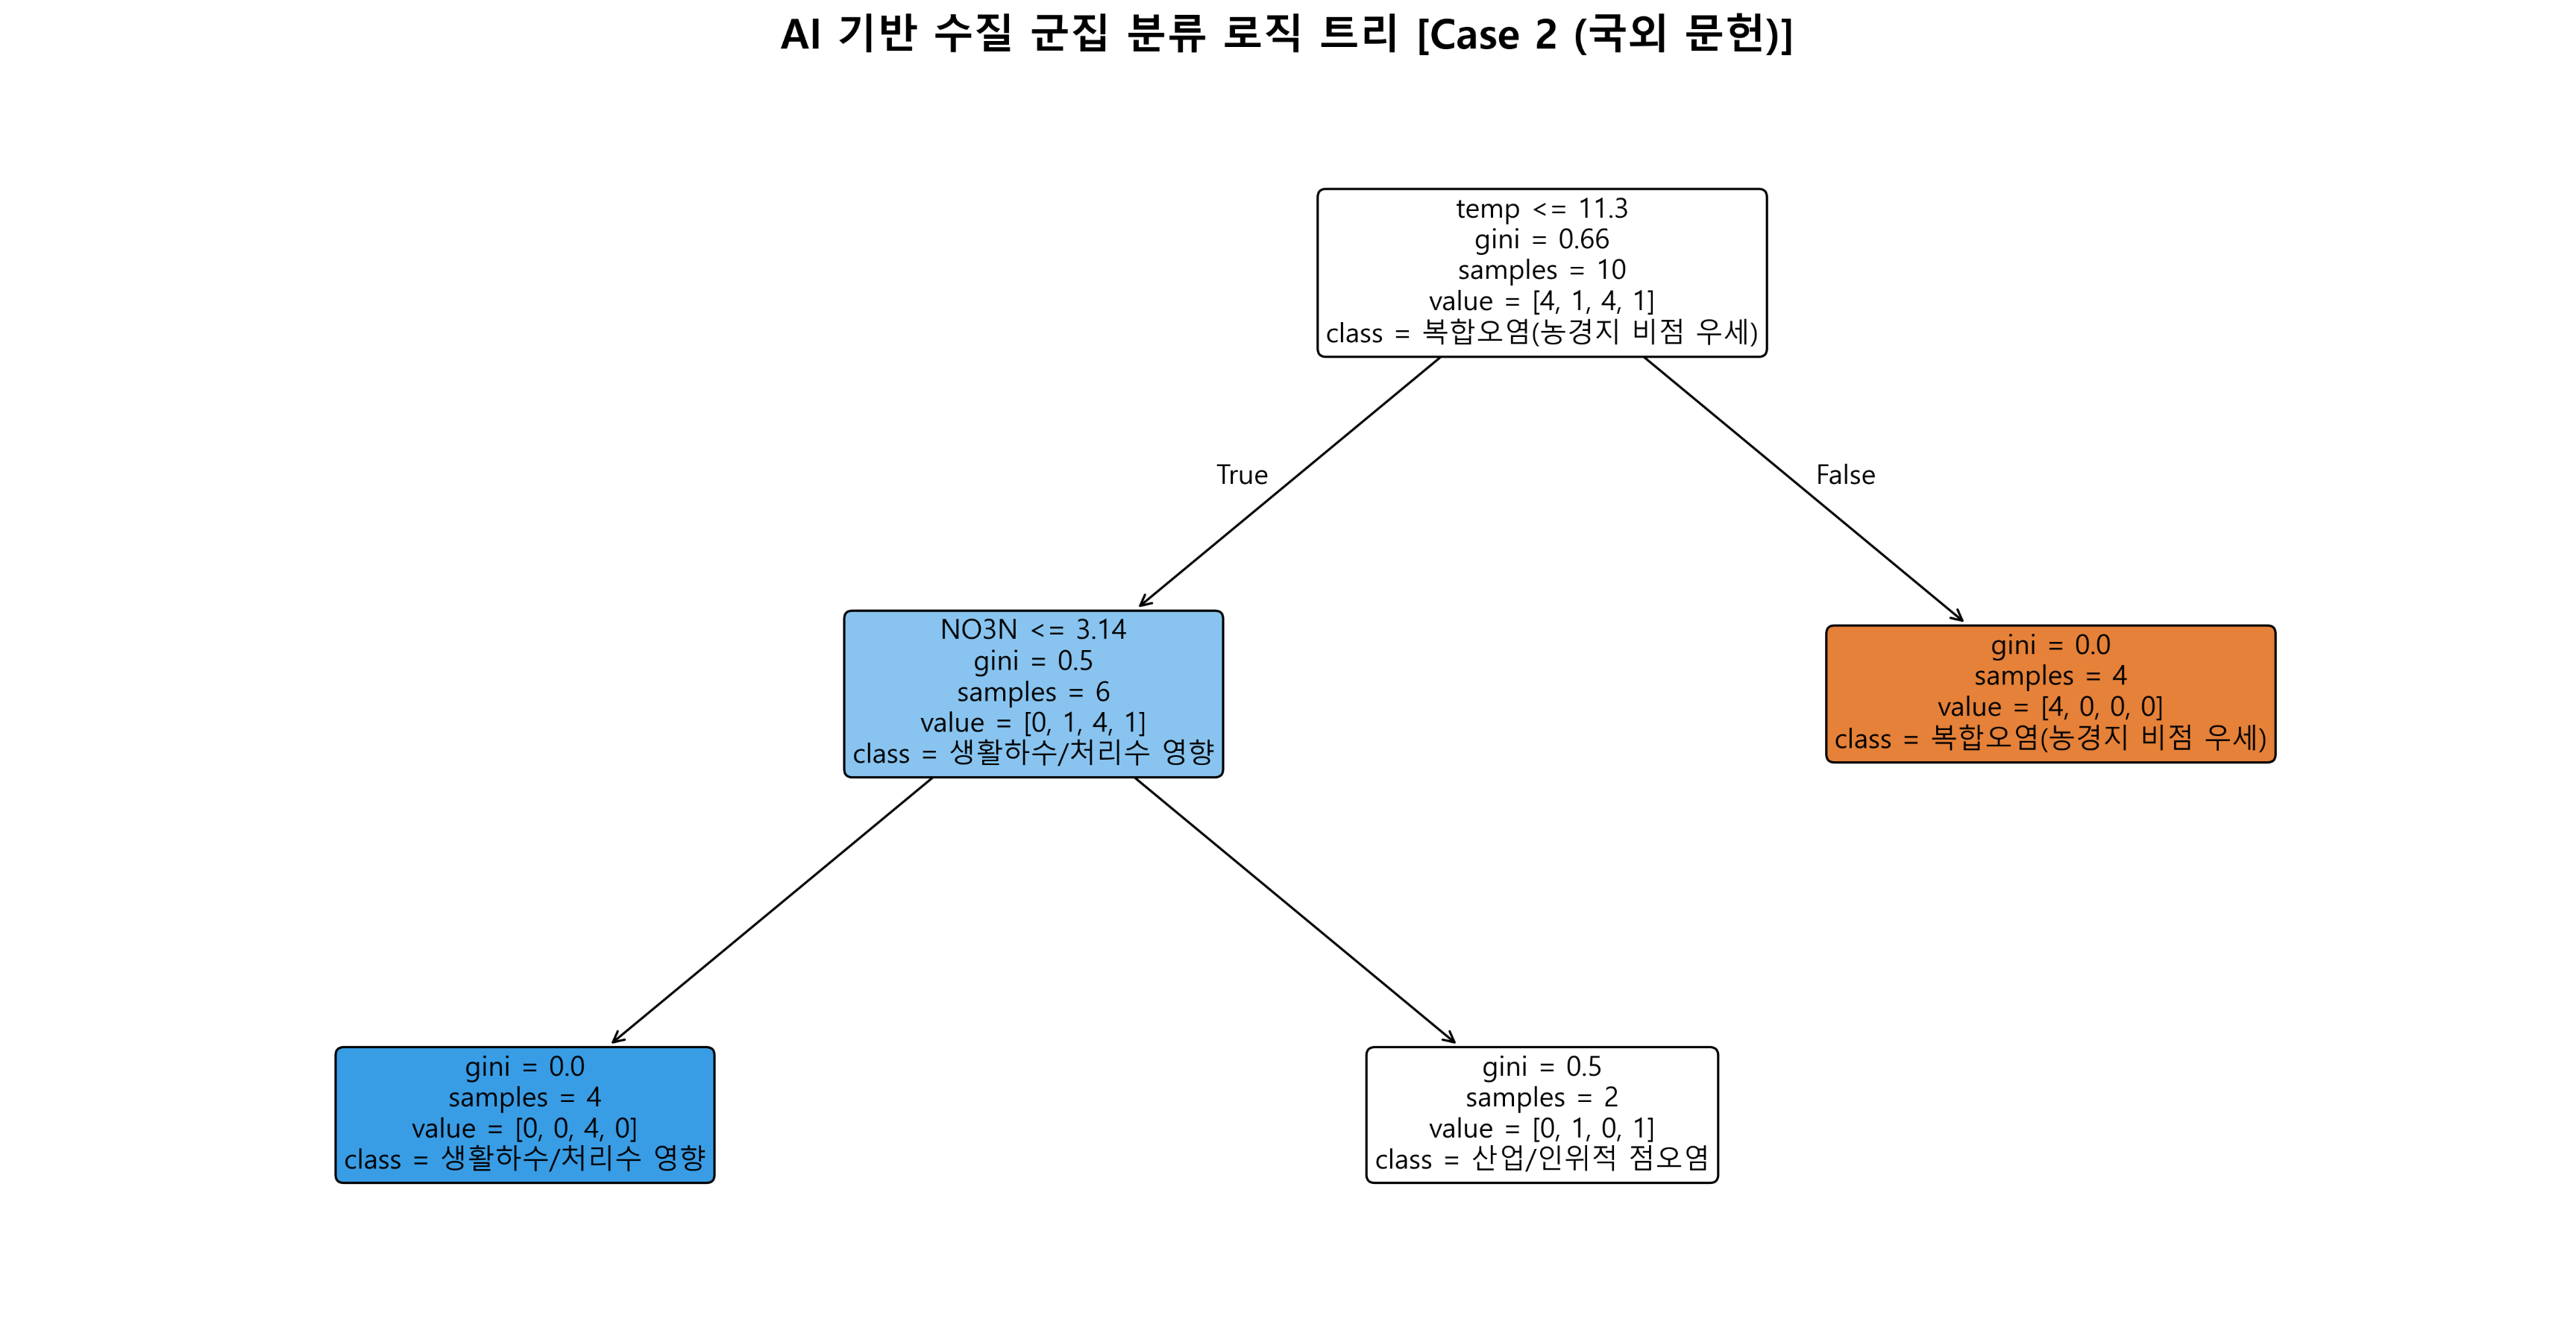 AI 기반 수질 군집 분류 로직 트리 [Case 2 (국외 문헌)]
temp <= 11.3
gini = 0.66
samples = 10
value = [4, 1, 4, 1]
class = 복합오염(농경지 비점 우세)
True
False
NO3N <= 3.14
gini = 0.5
samples = 6
value = [0, 1, 4, 1]
class = 생활하수/처리수 영향
gini = 0.0
samples = 4
value = [4, 0, 0, 0]
class = 복합오염(농경지 비점 우세)
gini = 0.0
samples = 4
value = [0, 0, 4, 0]
class = 생활하수/처리수 영향
gini = 0.5
samples = 2
value = [0, 1, 0, 1]
class = 산업/인위적 점오염